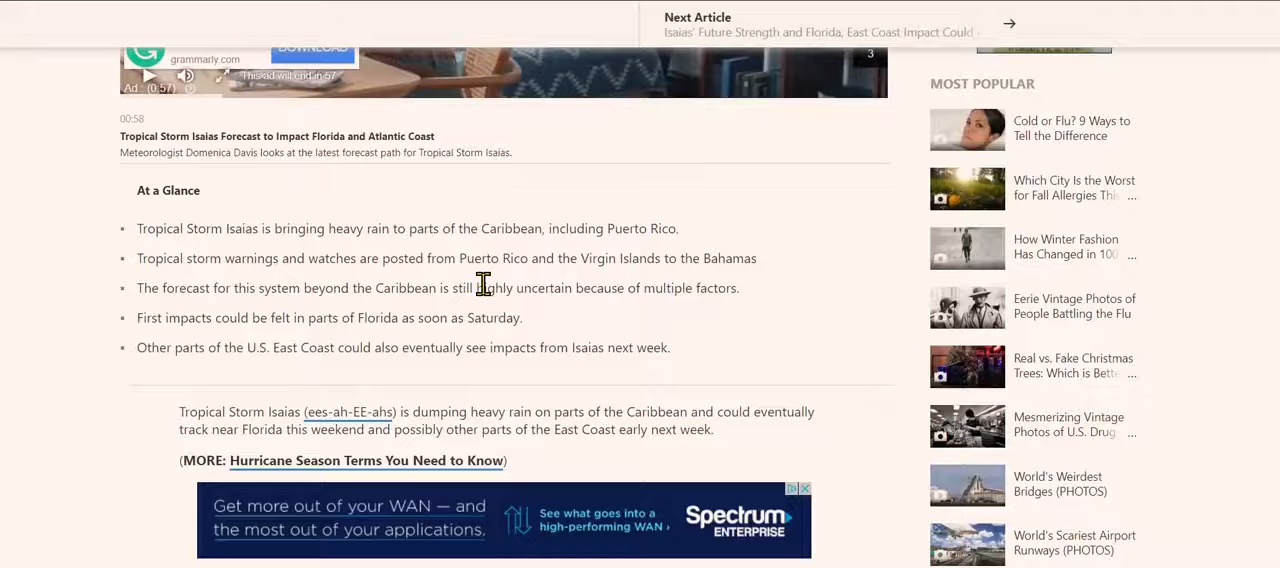 Next Article
Isaias' Future Strength and Florida, East Coast Impact Could
DOWNLOAD
grammarly.com
This ad will end in 57
3
Ad : (0:57)
00:58
Tropical Storm Isaias Forecast to Impact Florida and Atlantic Coast
Meteorologist Domenica Davis looks at the latest forecast path for Tropical Storm Isaias.
At a Glance
Tropical Storm Isaias is bringing heavy rain to parts of the Caribbean, including Puerto Rico.
Tropical storm warnings and watches are posted from Puerto Rico and the Virgin Islands to the Bahamas
The forecast for this system beyond the Caribbean is still highly uncertain because of multiple factors.
First impacts could be felt in parts of Florida as soon as Saturday.
Other parts of the U.S. East Coast could also eventually see impacts from Isaias next week.
Tropical Storm Isaias (ees-ah-EE-ahs) is dumping heavy rain on parts of the Caribbean and could eventually
track near Florida this weekend and possibly other parts of the East Coast early next week.
(MORE: Hurricane Season Terms You Need to Know)
Get more out of your WAN — and
the most out of your applications.
See what goes into a
high-performing WAN ›
Spectrum
ENTERPRISE
MOST POPULAR
Cold or Flu? 9 Ways to
Tell the Difference
Which City Is the Worst
for Fall Allergies This ...
How Winter Fashion
Has Changed in 100
Eerie Vintage Photos of
People Battling the Flu
Real vs. Fake Christmas
Trees: Which is Bette ...
Mesmerizing Vintage
Photos of U.S. Drug ...
World's Weirdest
Bridges (PHOTOS)
World's Scariest Airport
Runways (PHOTOS)